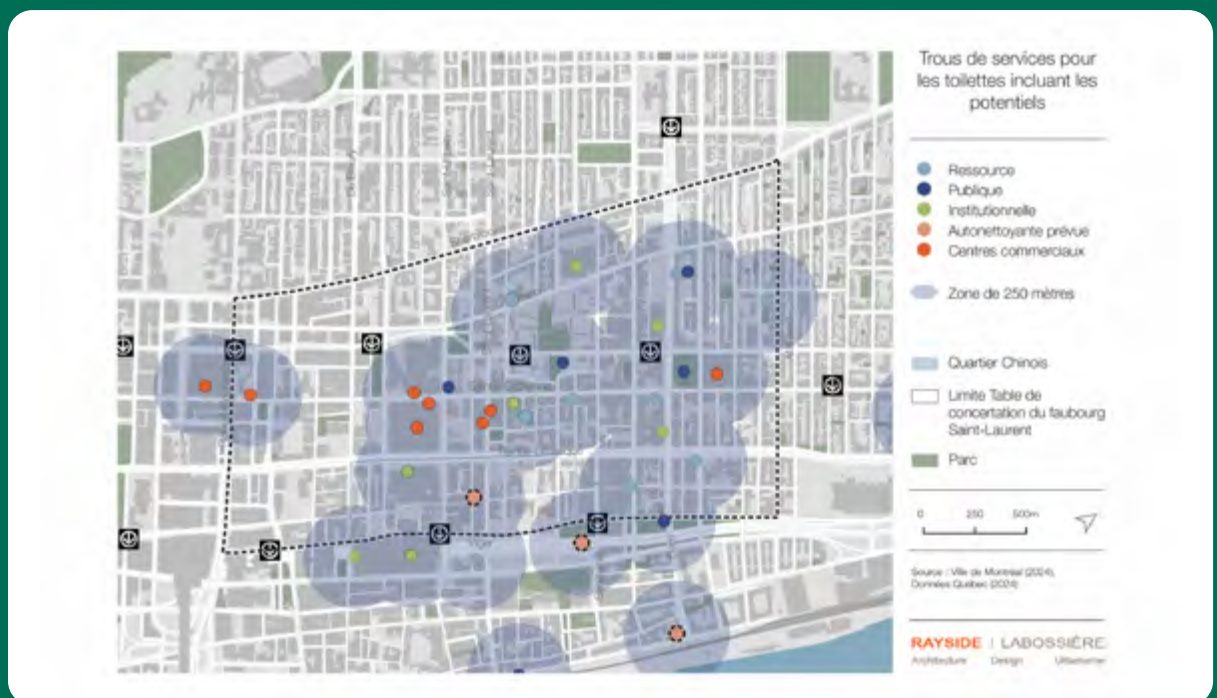 Trous de services pour
les toilettes incluant les
potentiels
Ressource
Publique
Institutionnelle
Autonettoyante prévue
Centres commerciaux
Zone de 250 mètres
Quartier Chinois
Limite Table de
concertation du faubourg
Saint-Laurent
Parc
0 250 500m
Source : Ville de Montréal (2024),
Données Québec (2024)
RAYSIDE | LABOSSIÈRE
Architecture Design Urbanisme